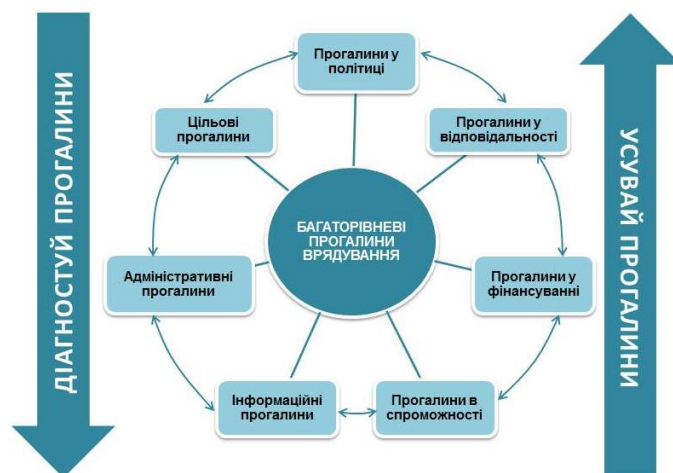 ДІАГНОСТУЙ ПРОГАЛИНИ
Прогалини у
політиці
Цільові
прогалини
Прогалини у
відповідальності
БАГАТОРІВНЕВІ
ПРОГАЛИНИ
ВРЯДУВАННЯ
Адміністративні
прогалини
Прогалини у
фінансуванні
Інформаційні
прогалини
Прогалини в
спроможності
УСУВАЙ ПРОГАЛИНИ